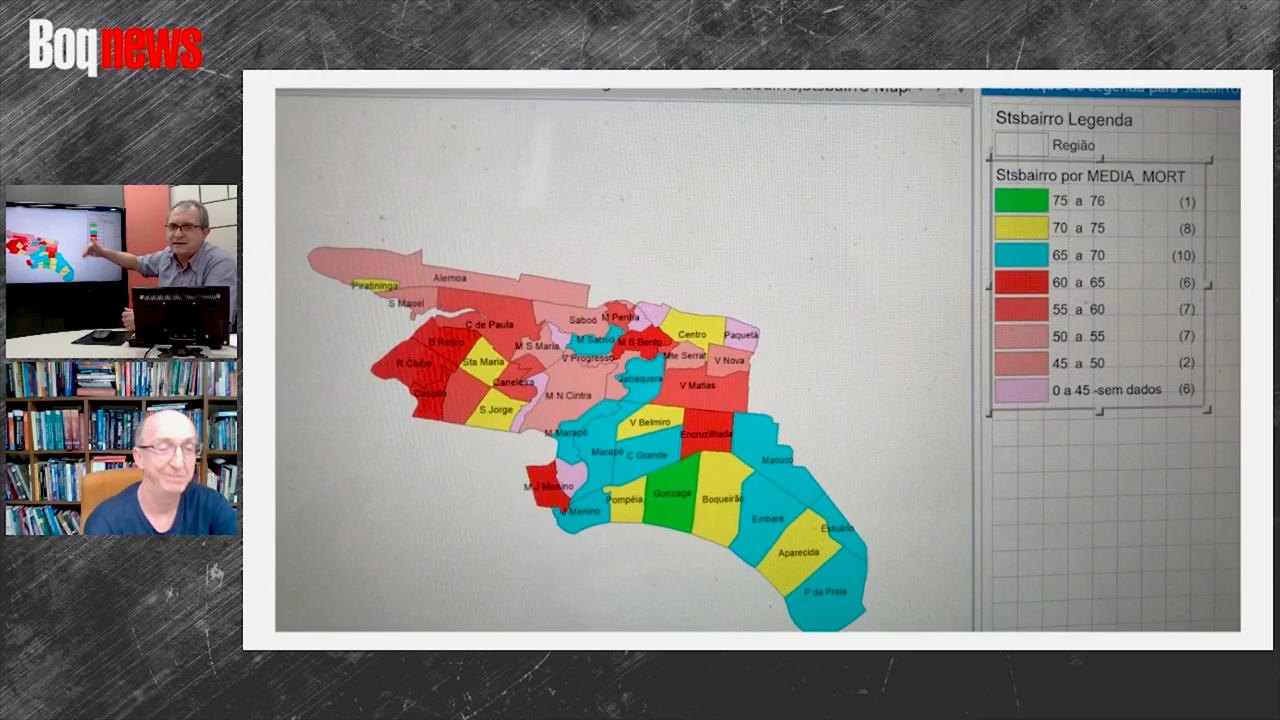 Boqnews
Stsbairro Legenda
Região
Stsbairro por MEDIA_MORT
75 a 76 (1)
70 a 75 (8)
65 a 70 (10)
60 a 65 (6)
55 a 60 (7)
50 a 55 (7)
45 a 50 (2)
0 a 45 -sem dados (6)
Alemoa
Piratininga
S Maoel
C de Paula
Saboó
M Penha
Centro
Paquetá
B Retiro
M S Maria
M Saboó
M S Bento
R Clube
Sta Maria
V Progresso
Mte Serrat
V Nova
Caneleira
Jabaquara
V Matias
Castelo
S Jorge
M N Cintra
V Belmiro
M Marapé
Encruzilhada
Marapé
C Grande
Macuco
M J Menino
Pompéia
Gonzaga
Boqueirão
J Menino
Embaré
Estuário
Aparecida
P da Praia